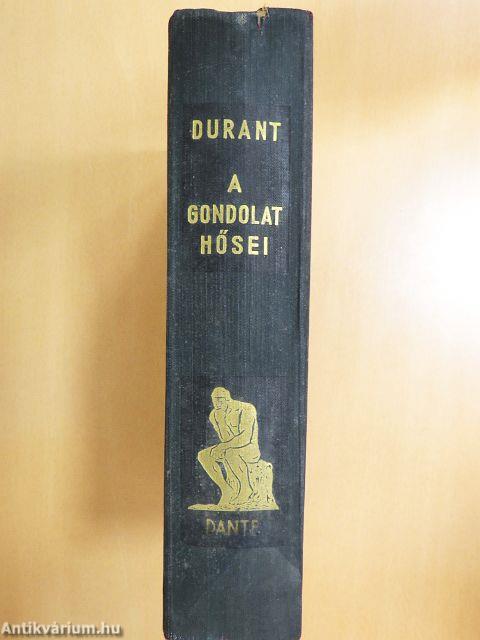 DURANT
A
GONDOLAT
HŐSEI
DANTE
Antikvárium.hu